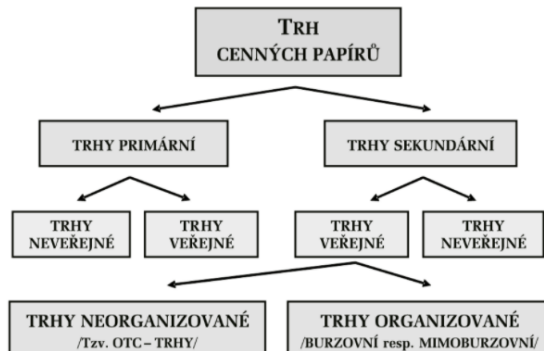 TRH
CENNÝCH PAPÍRŮ
TRHY PRIMÁRNÍ
TRHY SEKUNDÁRNÍ
TRHY
NEVEŘEJNÉ
TRHY
VEŘEJNÉ
TRHY
VEŘEJNÉ
TRHY
NEVEŘEJNÉ
TRHY NEORGANIZOVANÉ
/Tzv. OTC – TRHY/
TRHY ORGANIZOVANÉ
/BURZOVNÍ resp. MIMOBURZOVNÍ/